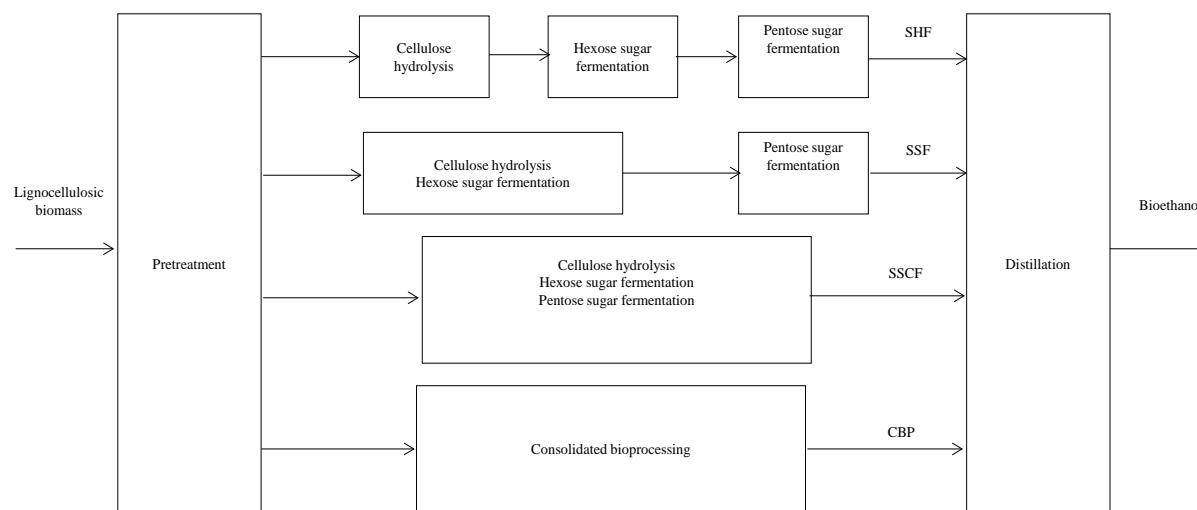 Lignocellulosic
biomass
Pretreatment
Cellulose
hydrolysis
Hexose sugar
fermentation
Pentose sugar
fermentation
SHF
Cellulose hydrolysis
Hexose sugar fermentation
Pentose sugar
fermentation
SSF
Cellulose hydrolysis
Hexose sugar fermentation
Pentose sugar fermentation
SSCF
Consolidated bioprocessing
CBP
Distillation
Bioethano